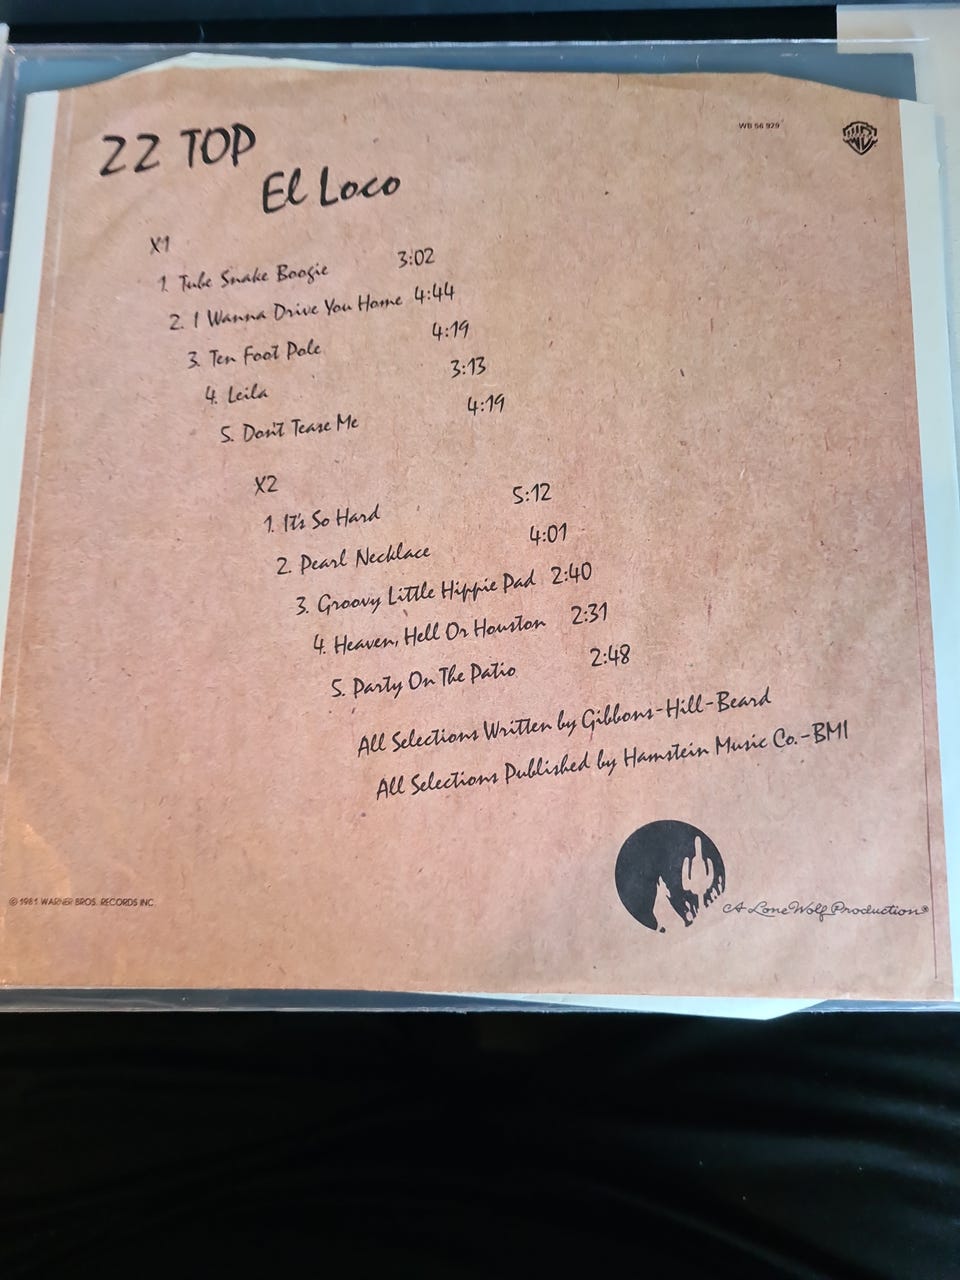 ZZ TOP
El Loco
WB 56 929
WB
X1
1. Tube Snake Boogie 3:02
2. I Wanna Drive You Home 4:44
3. Ten Foot Pole 4:19
4. Leila 3:13
5. Don't Tease Me 4:19
X2
1. It's So Hard 5:12
2. Pearl Necklace 4:01
3. Groovy Little Hippie Pad 2:40
4. Heaven, Hell Or Houston 2:31
5. Party On The Patio 2:48
All Selections Written by Gibbons-Hill-Beard
All Selections Published by Hamstein Music Co.-BMI
© 1981 WARNER BROS. RECORDS INC.
A Lone Wolf Production®